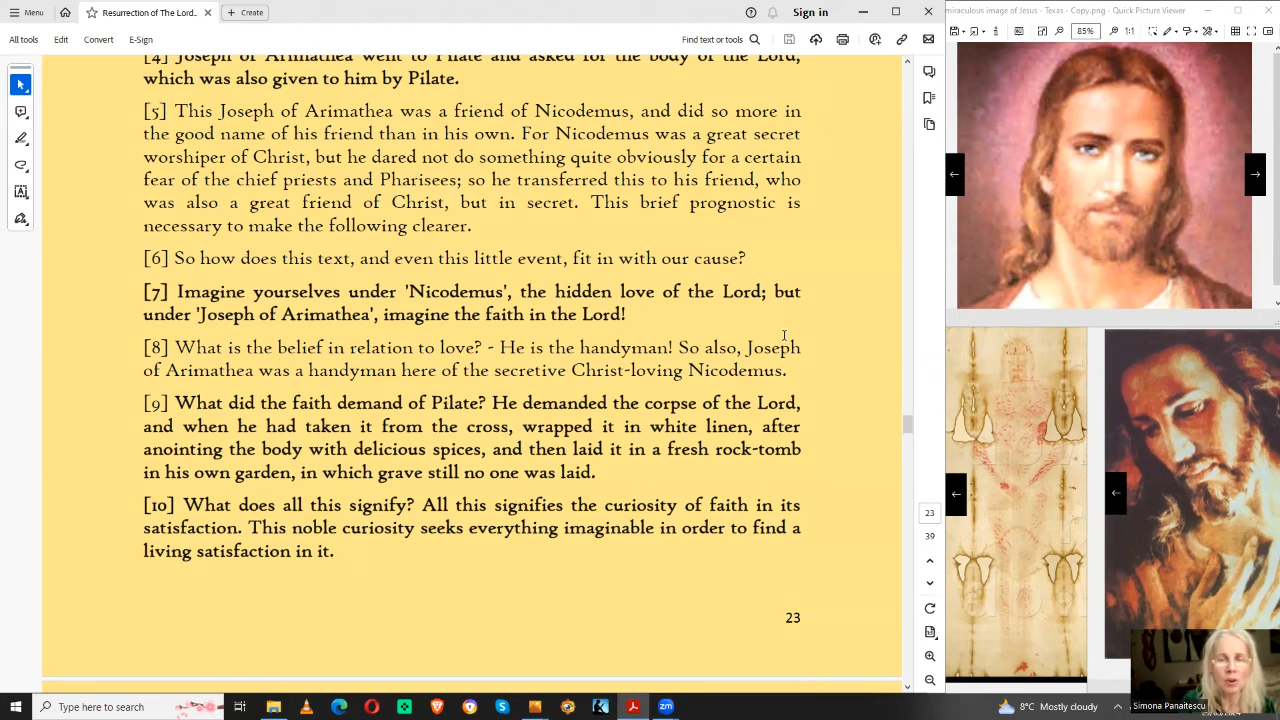 Menu
Resurrection of The Lord...
Create
Sign in
miraculous image of Jesus - Texas - Copy.png - Quick Picture Viewer
All tools Edit Convert E-Sign
Find text or tools
85%
1:1
[4] Joseph of Arimathea went to Pilate and asked for the body of the Lord,
which was also given to him by Pilate.
[5] This Joseph of Arimathea was a friend of Nicodemus, and did so more in
the good name of his friend than in his own. For Nicodemus was a great secret
worshiper of Christ, but he dared not do something quite obviously for a certain
fear of the chief priests and Pharisees; so he transferred this to his friend, who
was also a great friend of Christ, but in secret. This brief prognostic is
necessary to make the following clearer.
[6] So how does this text, and even this little event, fit in with our cause?
[7] Imagine yourselves under 'Nicodemus', the hidden love of the Lord; but
under 'Joseph of Arimathea', imagine the faith in the Lord!
[8] What is the belief in relation to love? - He is the handyman! So also, Joseph
of Arimathea was a handyman here of the secretive Christ-loving Nicodemus.
[9] What did the faith demand of Pilate? He demanded the corpse of the Lord,
and when he had taken it from the cross, wrapped it in white linen, after
anointing the body with delicious spices, and then laid it in a fresh rock-tomb
in his own garden, in which grave still no one was laid.
[10] What does all this signify? All this signifies the curiosity of faith in its
satisfaction. This noble curiosity seeks everything imaginable in order to find a
living satisfaction in it.
23
23
39
Simona Panaitescu
Type here to search
8°C Mostly cloudy